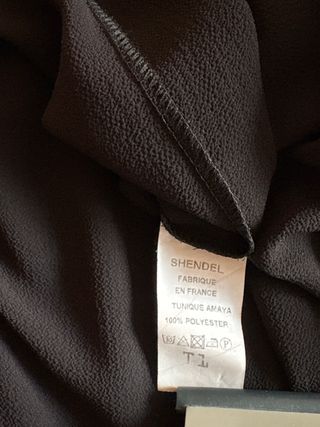 SHENDEL
FABRIQUE
EN FRANCE
TUNIQUE AMAYA
100% POLYESTER
T1